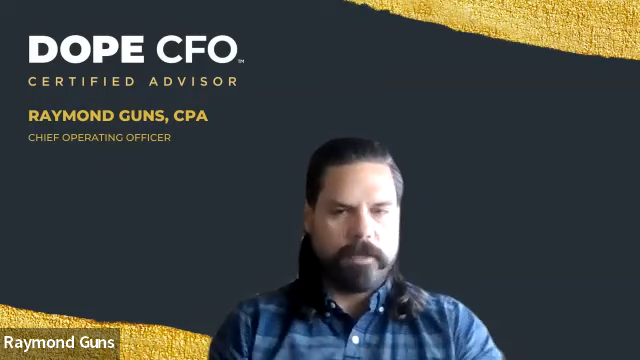 DOPE CFO™
CERTIFIED ADVISOR
RAYMOND GUNS, CPA
CHIEF OPERATING OFFICER
Raymond Guns